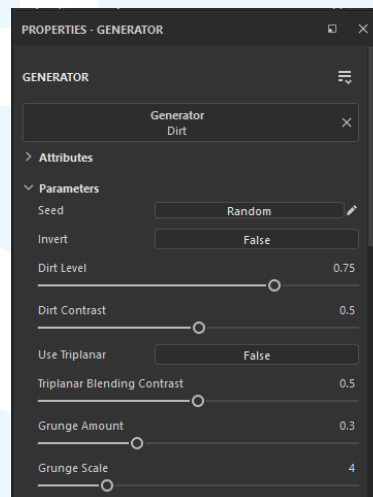 PROPERTIES - GENERATOR
GENERATOR
Generator
Dirt
Attributes
Parameters
Seed Random
Invert False
Dirt Level 0.75
Dirt Contrast 0.5
Use Triplanar False
Triplanar Blending Contrast 0.5
Grunge Amount 0.3
Grunge Scale 4